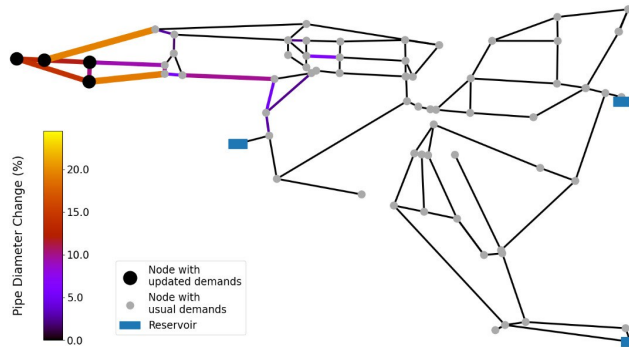 Pipe Diameter Change (%)
20.0
15.0
10.0
5.0
0.0
Node with
updated demands
Node with
usual demands
Reservoir